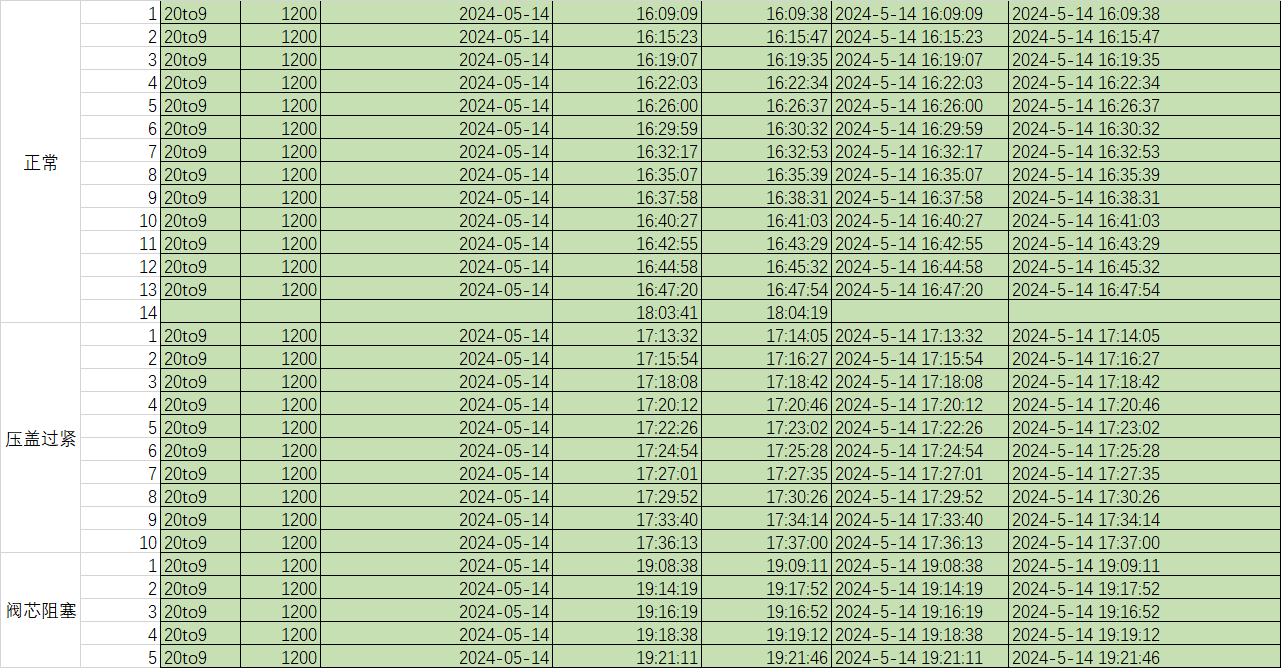 正常
1 20to9 1200 2024-05-14 16:09:09 16:09:38 2024-5-14 16:09:09 2024-5-14 16:09:38
2 20to9 1200 2024-05-14 16:15:23 16:15:47 2024-5-14 16:15:23 2024-5-14 16:15:47
3 20to9 1200 2024-05-14 16:19:07 16:19:35 2024-5-14 16:19:07 2024-5-14 16:19:35
4 20to9 1200 2024-05-14 16:22:03 16:22:34 2024-5-14 16:22:03 2024-5-14 16:22:34
5 20to9 1200 2024-05-14 16:26:00 16:26:37 2024-5-14 16:26:00 2024-5-14 16:26:37
6 20to9 1200 2024-05-14 16:29:59 16:30:32 2024-5-14 16:29:59 2024-5-14 16:30:32
7 20to9 1200 2024-05-14 16:32:17 16:32:53 2024-5-14 16:32:17 2024-5-14 16:32:53
8 20to9 1200 2024-05-14 16:35:07 16:35:39 2024-5-14 16:35:07 2024-5-14 16:35:39
9 20to9 1200 2024-05-14 16:37:58 16:38:31 2024-5-14 16:37:58 2024-5-14 16:38:31
10 20to9 1200 2024-05-14 16:40:27 16:41:03 2024-5-14 16:40:27 2024-5-14 16:41:03
11 20to9 1200 2024-05-14 16:42:55 16:43:29 2024-5-14 16:42:55 2024-5-14 16:43:29
12 20to9 1200 2024-05-14 16:44:58 16:45:32 2024-5-14 16:44:58 2024-5-14 16:45:32
13 20to9 1200 2024-05-14 16:47:20 16:47:54 2024-5-14 16:47:20 2024-5-14 16:47:54
14 18:03:41 18:04:19
压盖过紧
1 20to9 1200 2024-05-14 17:13:32 17:14:05 2024-5-14 17:13:32 2024-5-14 17:14:05
2 20to9 1200 2024-05-14 17:15:54 17:16:27 2024-5-14 17:15:54 2024-5-14 17:16:27
3 20to9 1200 2024-05-14 17:18:08 17:18:42 2024-5-14 17:18:08 2024-5-14 17:18:42
4 20to9 1200 2024-05-14 17:20:12 17:20:46 2024-5-14 17:20:12 2024-5-14 17:20:46
5 20to9 1200 2024-05-14 17:22:26 17:23:02 2024-5-14 17:22:26 2024-5-14 17:23:02
6 20to9 1200 2024-05-14 17:24:54 17:25:28 2024-5-14 17:24:54 2024-5-14 17:25:28
7 20to9 1200 2024-05-14 17:27:01 17:27:35 2024-5-14 17:27:01 2024-5-14 17:27:35
8 20to9 1200 2024-05-14 17:29:52 17:30:26 2024-5-14 17:29:52 2024-5-14 17:30:26
9 20to9 1200 2024-05-14 17:33:40 17:34:14 2024-5-14 17:33:40 2024-5-14 17:34:14
10 20to9 1200 2024-05-14 17:36:13 17:37:00 2024-5-14 17:36:13 2024-5-14 17:37:00
阀芯阻塞
1 20to9 1200 2024-05-14 19:08:38 19:09:11 2024-5-14 19:08:38 2024-5-14 19:09:11
2 20to9 1200 2024-05-14 19:14:19 19:17:52 2024-5-14 19:14:19 2024-5-14 19:17:52
3 20to9 1200 2024-05-14 19:16:19 19:16:52 2024-5-14 19:16:19 2024-5-14 19:16:52
4 20to9 1200 2024-05-14 19:18:38 19:19:12 2024-5-14 19:18:38 2024-5-14 19:19:12
5 20to9 1200 2024-05-14 19:21:11 19:21:46 2024-5-14 19:21:11 2024-5-14 19:21:46